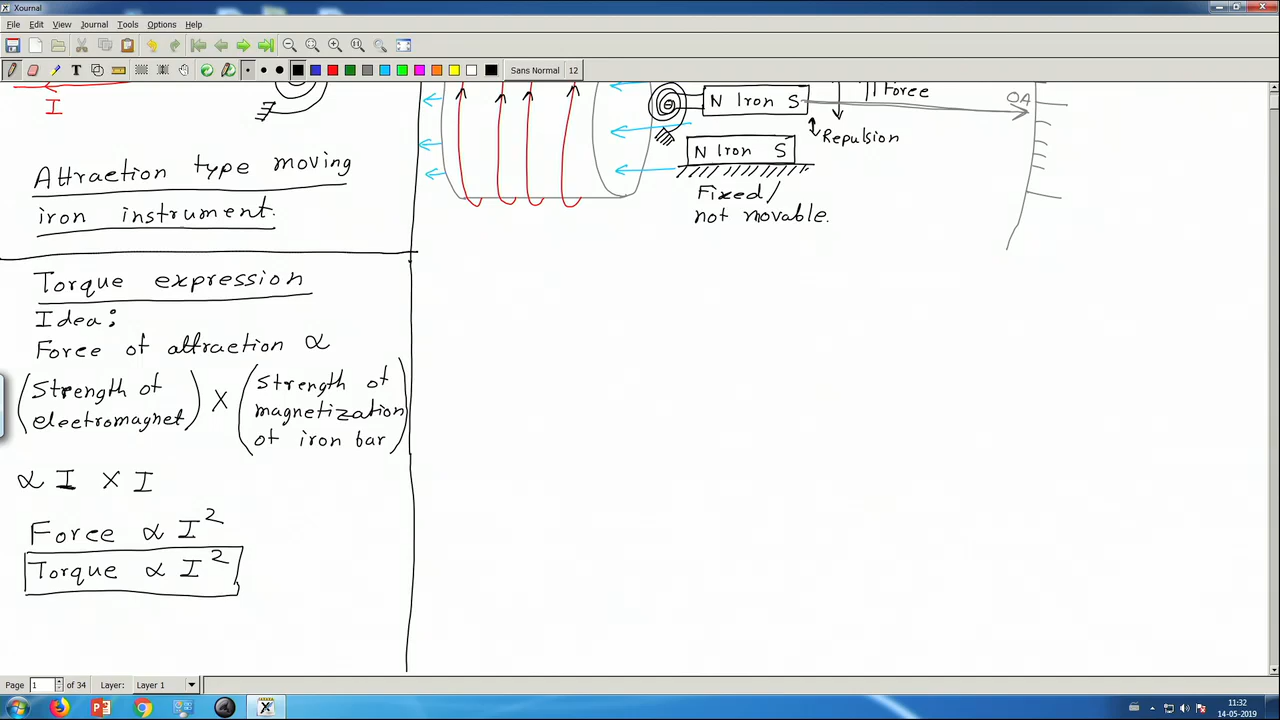 Xournal
File Edit View Journal Tools Options Help
Sans Normal 12
I
Attraction type moving
iron instrument.
Torque expression
Idea:
Force of attraction ∝
(Strength of electromagnet) X (Strength of magnetization of iron bar)
∝ I X I
Force ∝ I²
Torque ∝ I²
N Iron S
Force
OA
Repulsion
N Iron S
Fixed/
not movable.
Page 1 of 34 Layer: Layer 1
11:32
14-05-2019